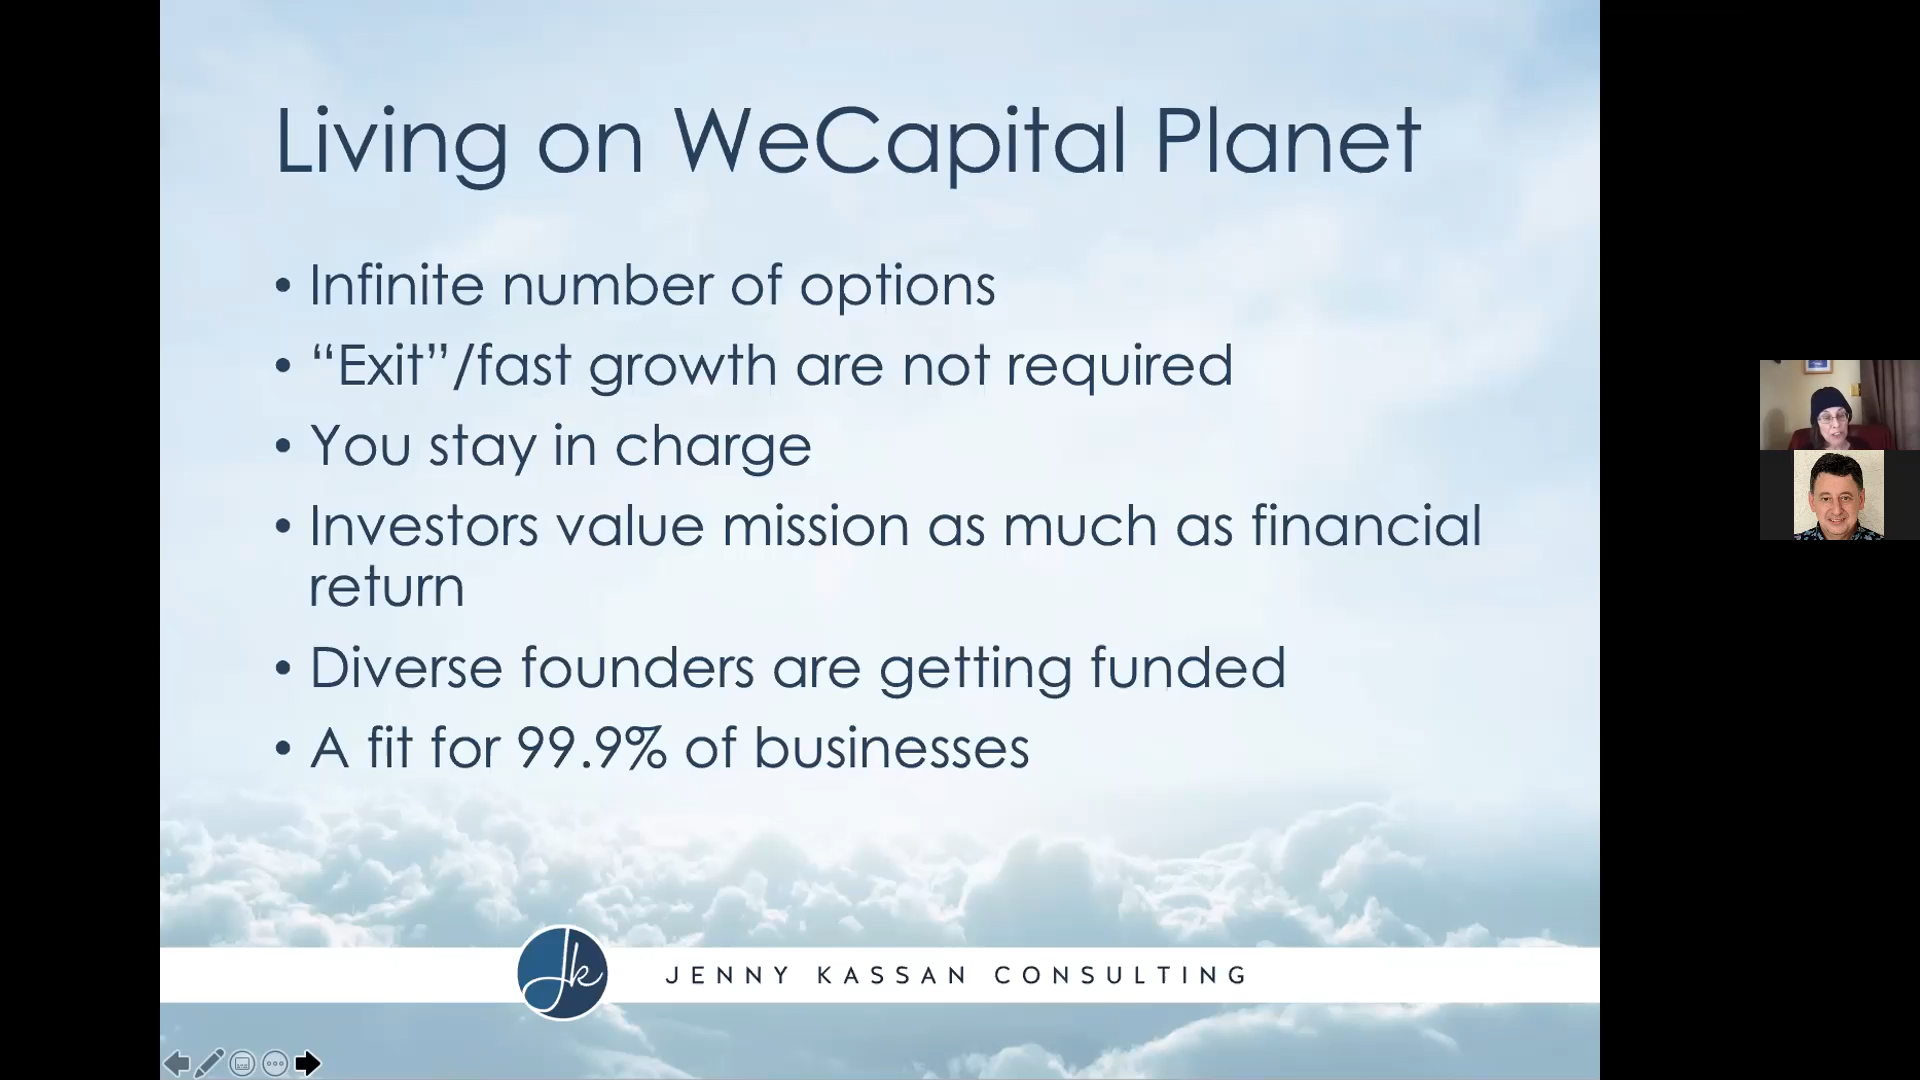 Living on WeCapital Planet
• Infinite number of options
• “Exit”/fast growth are not required
• You stay in charge
• Investors value mission as much as financial
return
• Diverse founders are getting funded
• A fit for 99.9% of businesses
jk
JENNY KASSAN CONSULTING